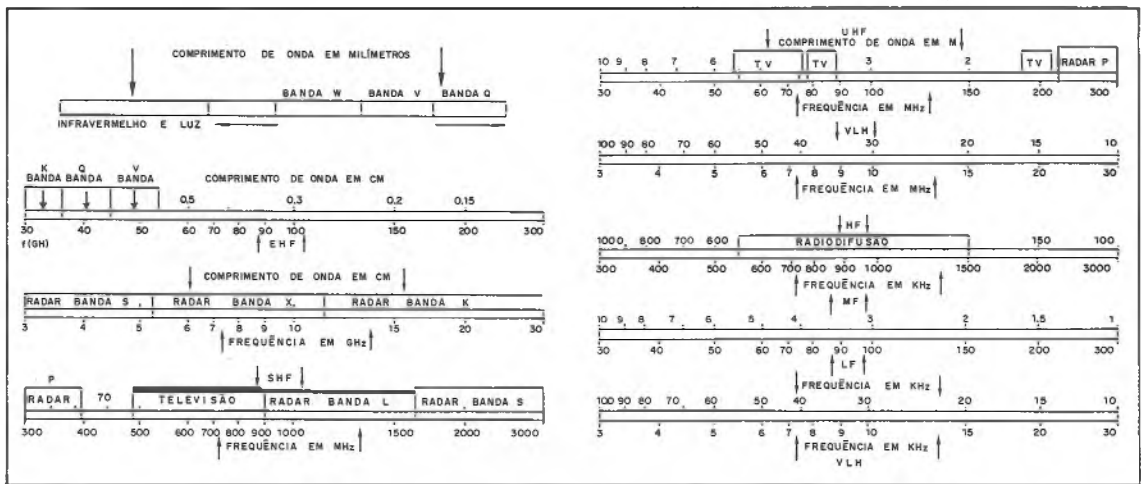 COMPRIMENTO DE ONDA EM MILÍMETROS
BANDA W BANDA V BANDA Q
INFRAVERMELHO E LUZ
K Q V
BANDA BANDA BANDA COMPRIMENTO DE ONDA EM CM
0,5 0,3 0,2 0,15
30 40 50 60 70 80 90 100 150 200 300
f(GH) EHF
COMPRIMENTO DE ONDA EM CM
RADAR BANDA S RADAR BANDA X RADAR BANDA K
3 4 5 6 7 8 9 10 15 20 30
FREQUÊNCIA EM GHz
P SHF
RADAR 70 TELEVISÃO RADAR BANDA L RADAR BANDA S
300 400 500 600 700 800 900 1000 1500 2000 3000
FREQUÊNCIA EM MHz
UHF
COMPRIMENTO DE ONDA EM M
10 9 8 7 6 TV TV 3 2 TV RADAR P
30 40 50 60 70 80 90 100 150 200 300
FREQUÊNCIA EM MHz
VLH
100 90 80 70 60 50 40 30 20 15 10
3 4 5 6 7 8 9 10 15 20 30
FREQUÊNCIA EM MHz
HF
1000 800 700 600 RADIODIFUSÃO 150 100
300 400 500 600 700 800 900 1000 1500 2000 3000
FREQUÊNCIA EM KHz
MF
10 9 8 7 6 5 4 3 2 1,5 1
30 40 50 60 70 80 90 100 150 200 300
LF
FREQUÊNCIA EM KHz
100 90 80 70 60 50 40 30 20 15 10
3 4 5 6 7 8 9 10 15 20 30
FREQUÊNCIA EM KHz
VLH